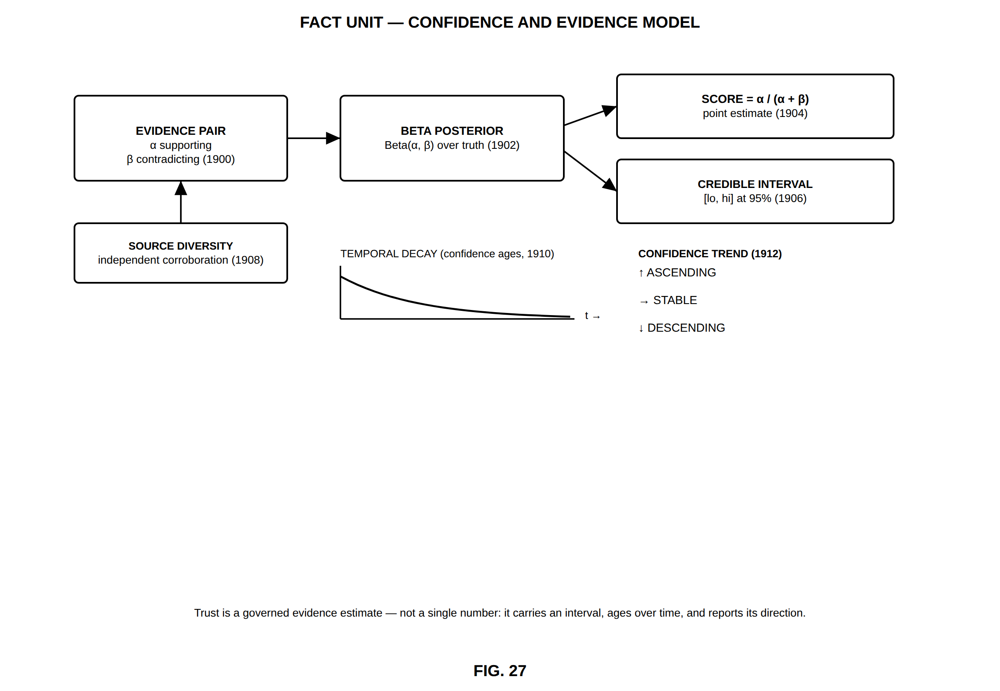 FACT UNIT — CONFIDENCE AND EVIDENCE MODEL
EVIDENCE PAIR
α supporting
β contradicting (1900)
BETA POSTERIOR
Beta(α, β) over truth (1902)
SCORE = α / (α + β)
point estimate (1904)
CREDIBLE INTERVAL
[lo, hi] at 95% (1906)
SOURCE DIVERSITY
independent corroboration (1908)
TEMPORAL DECAY (confidence ages, 1910)
t →
CONFIDENCE TREND (1912)
↑ ASCENDING
→ STABLE
↓ DESCENDING
Trust is a governed evidence estimate — not a single number: it carries an interval, ages over time, and reports its direction.
FIG. 27